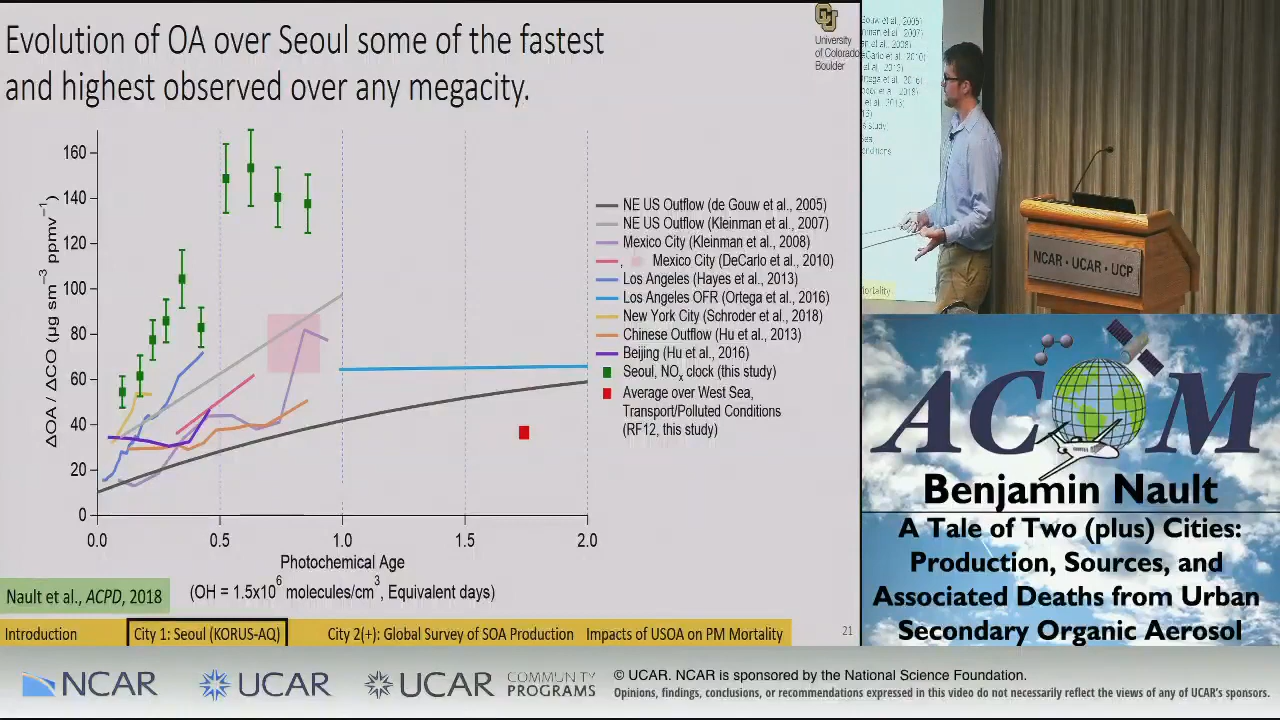 Evolution of OA over Seoul some of the fastest
and highest observed over any megacity.
University
of Colorado
Boulder
ΔOA / ΔCO (µg sm⁻³ ppmv⁻¹)
160
140
120
100
80
60
40
20
0
0.0 0.5 1.0 1.5 2.0
Photochemical Age
(OH = 1.5x10⁶ molecules/cm³, Equivalent days)
NE US Outflow (de Gouw et al., 2005)
NE US Outflow (Kleinman et al., 2007)
Mexico City (Kleinman et al., 2008)
, Mexico City (DeCarlo et al., 2010)
Los Angeles (Hayes et al., 2013)
Los Angeles OFR (Ortega et al., 2016)
New York City (Schroder et al., 2018)
Chinese Outflow (Hu et al., 2013)
Beijing (Hu et al., 2016)
Seoul, NOₓ clock (this study)
Average over West Sea,
Transport/Polluted Conditions
(RF12, this study)
Nault et al., ACPD, 2018
Introduction City 1: Seoul (KORUS-AQ) City 2(+): Global Survey of SOA Production Impacts of USOA on PM Mortality
21
NCAR • UCAR • UCP
ACOM
Benjamin Nault
A Tale of Two (plus) Cities:
Production, Sources, and
Associated Deaths from Urban
Secondary Organic Aerosol
NCAR UCAR UCAR COMMUNITY
PROGRAMS
© UCAR. NCAR is sponsored by the National Science Foundation.
Opinions, findings, conclusions, or recommendations expressed in this video do not necessarily reflect the views of any of UCAR's sponsors.